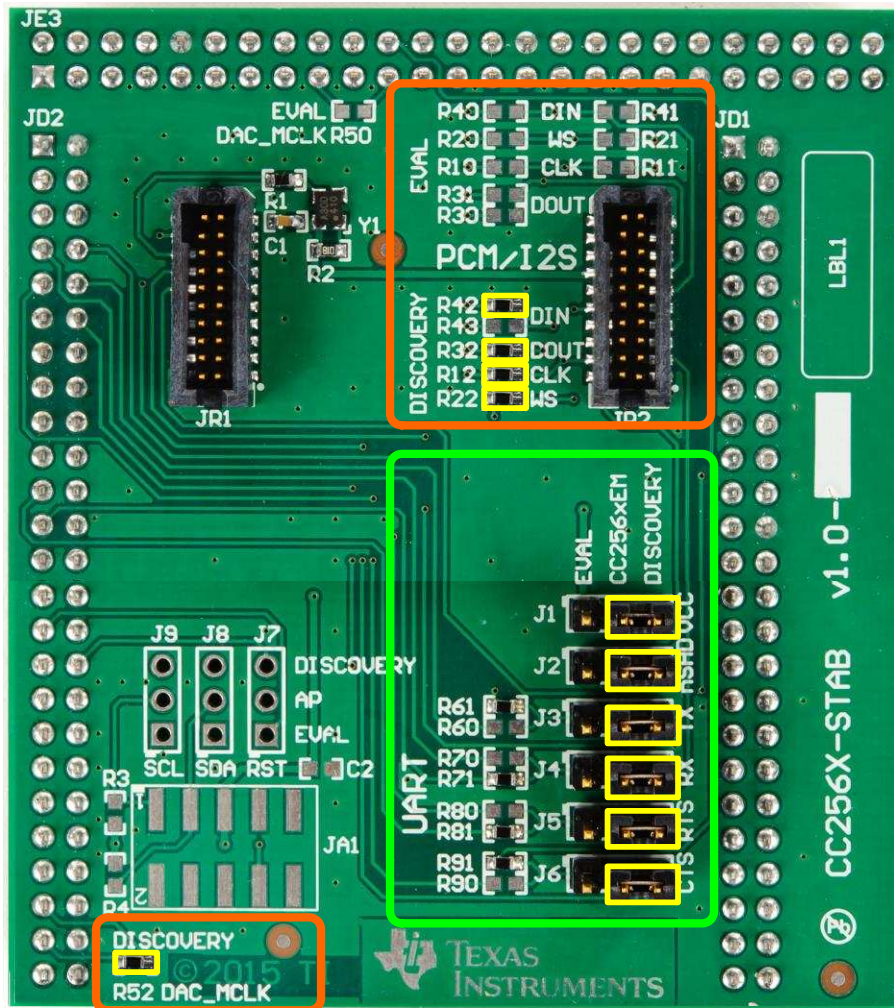 JE3
EVAL
DAC_MCLK R50
JD2
R1
C1
Y1
R2
JR1
EVAL
R40 DIN R41
R20 WS R21
R10 CLK R11
R31
R30 DOUT
PCM/I2S
DISCOVERY
R42
R43 DIN
R32 DOUT
R12 CLK
R22 WS
JR2
JD1
LBL1
CC256X-STAB v1.0-
EVAL
CC256xEM
DISCOVERY
J1 VCC
J2 nSHD
J3 TX
J4 RX
J5 RTS
J6 CTS
UART
R61
R60
R70
R71
R80
R81
R91
R90
J9 J8 J7
DISCOVERY
AP
EVAL
SCL SDA RST
C2
R3
R4
1
2
JA1
DISCOVERY
R52 DAC_MCLK
© 2015 TI
TEXAS
INSTRUMENTS
Pb